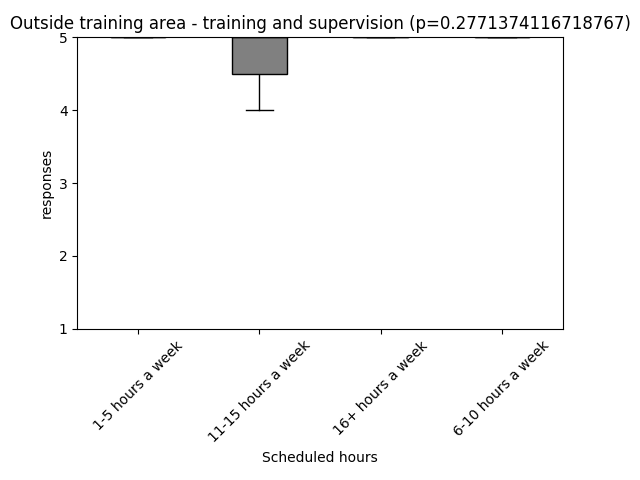 Outside training area - training and supervision (p=0.2771374116718767)
5
4
3
2
1
responses
1-5 hours a week
11-15 hours a week
16+ hours a week
6-10 hours a week
Scheduled hours